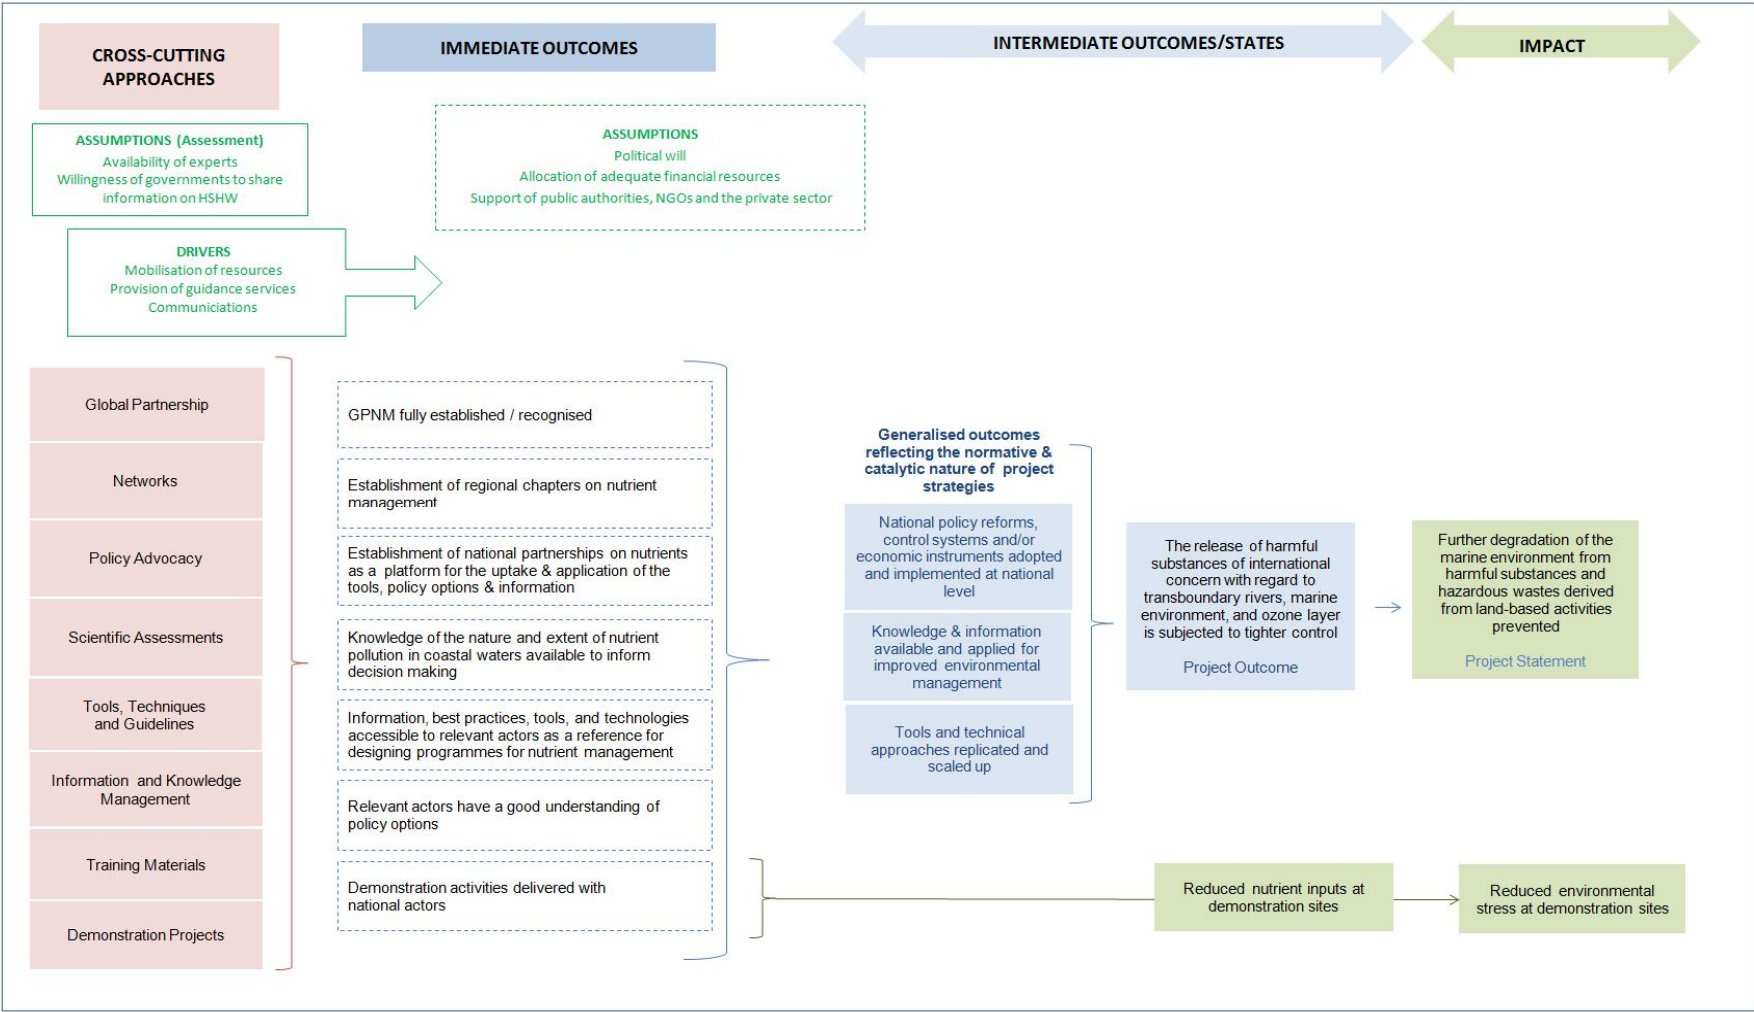 CROSS-CUTTING
APPROACHES
IMMEDIATE OUTCOMES
INTERMEDIATE OUTCOMES/STATES
IMPACT
ASSUMPTIONS (Assessment)
Availability of experts
Willingness of governments to share
information on HSHW
ASSUMPTIONS
Political will
Allocation of adequate financial resources
Support of public authorities, NGOs and the private sector
DRIVERS
Mobilisation of resources
Provision of guidance services
Communiciations
Global Partnership
Networks
Policy Advocacy
Scientific Assessments
Tools, Techniques
and Guidelines
Information and Knowledge
Management
Training Materials
Demonstration Projects
GPNM fully established / recognised
Establishment of regional chapters on nutrient
management
Establishment of national partnerships on nutrients
as a platform for the uptake & application of the
tools, policy options & information
Knowledge of the nature and extent of nutrient
pollution in coastal waters available to inform
decision making
Information, best practices, tools, and technologies
accessible to relevant actors as a reference for
designing programmes for nutrient management
Relevant actors have a good understanding of
policy options
Demonstration activities delivered with
national actors
Generalised outcomes
reflecting the normative &
catalytic nature of project
strategies
National policy reforms,
control systems and/or
economic instruments adopted
and implemented at national
level
Knowledge & information
available and applied for
improved environmental
management
Tools and technical
approaches replicated and
scaled up
The release of harmful
substances of international
concern with regard to
transboundary rivers, marine
environment, and ozone layer
is subjected to tighter control
Project Outcome
Further degradation of the
marine environment from
harmful substances and
hazardous wastes derived
from land-based activities
prevented
Project Statement
Reduced nutrient inputs at
demonstration sites
Reduced environmental
stress at demonstration sites